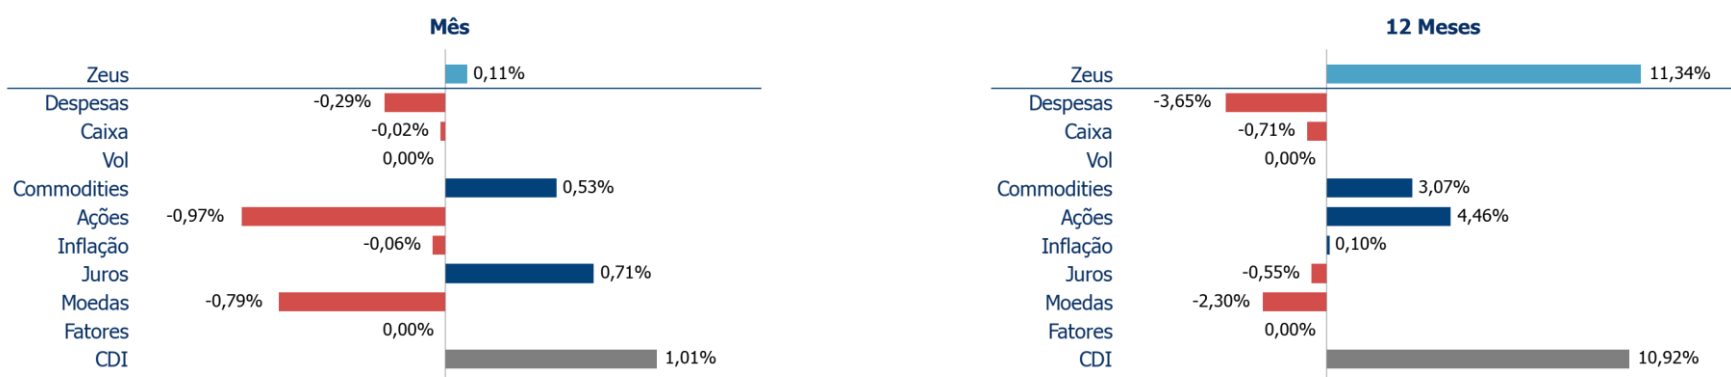 Mês
Zeus 0,11%
Despesas -0,29%
Caixa -0,02%
Vol 0,00%
Commodities 0,53%
Ações -0,97%
Inflação -0,06%
Juros 0,71%
Moedas -0,79%
Fatores 0,00%
CDI 1,01%
12 Meses
Zeus 11,34%
Despesas -3,65%
Caixa -0,71%
Vol 0,00%
Commodities 3,07%
Ações 4,46%
Inflação 0,10%
Juros -0,55%
Moedas -2,30%
Fatores 0,00%
CDI 10,92%